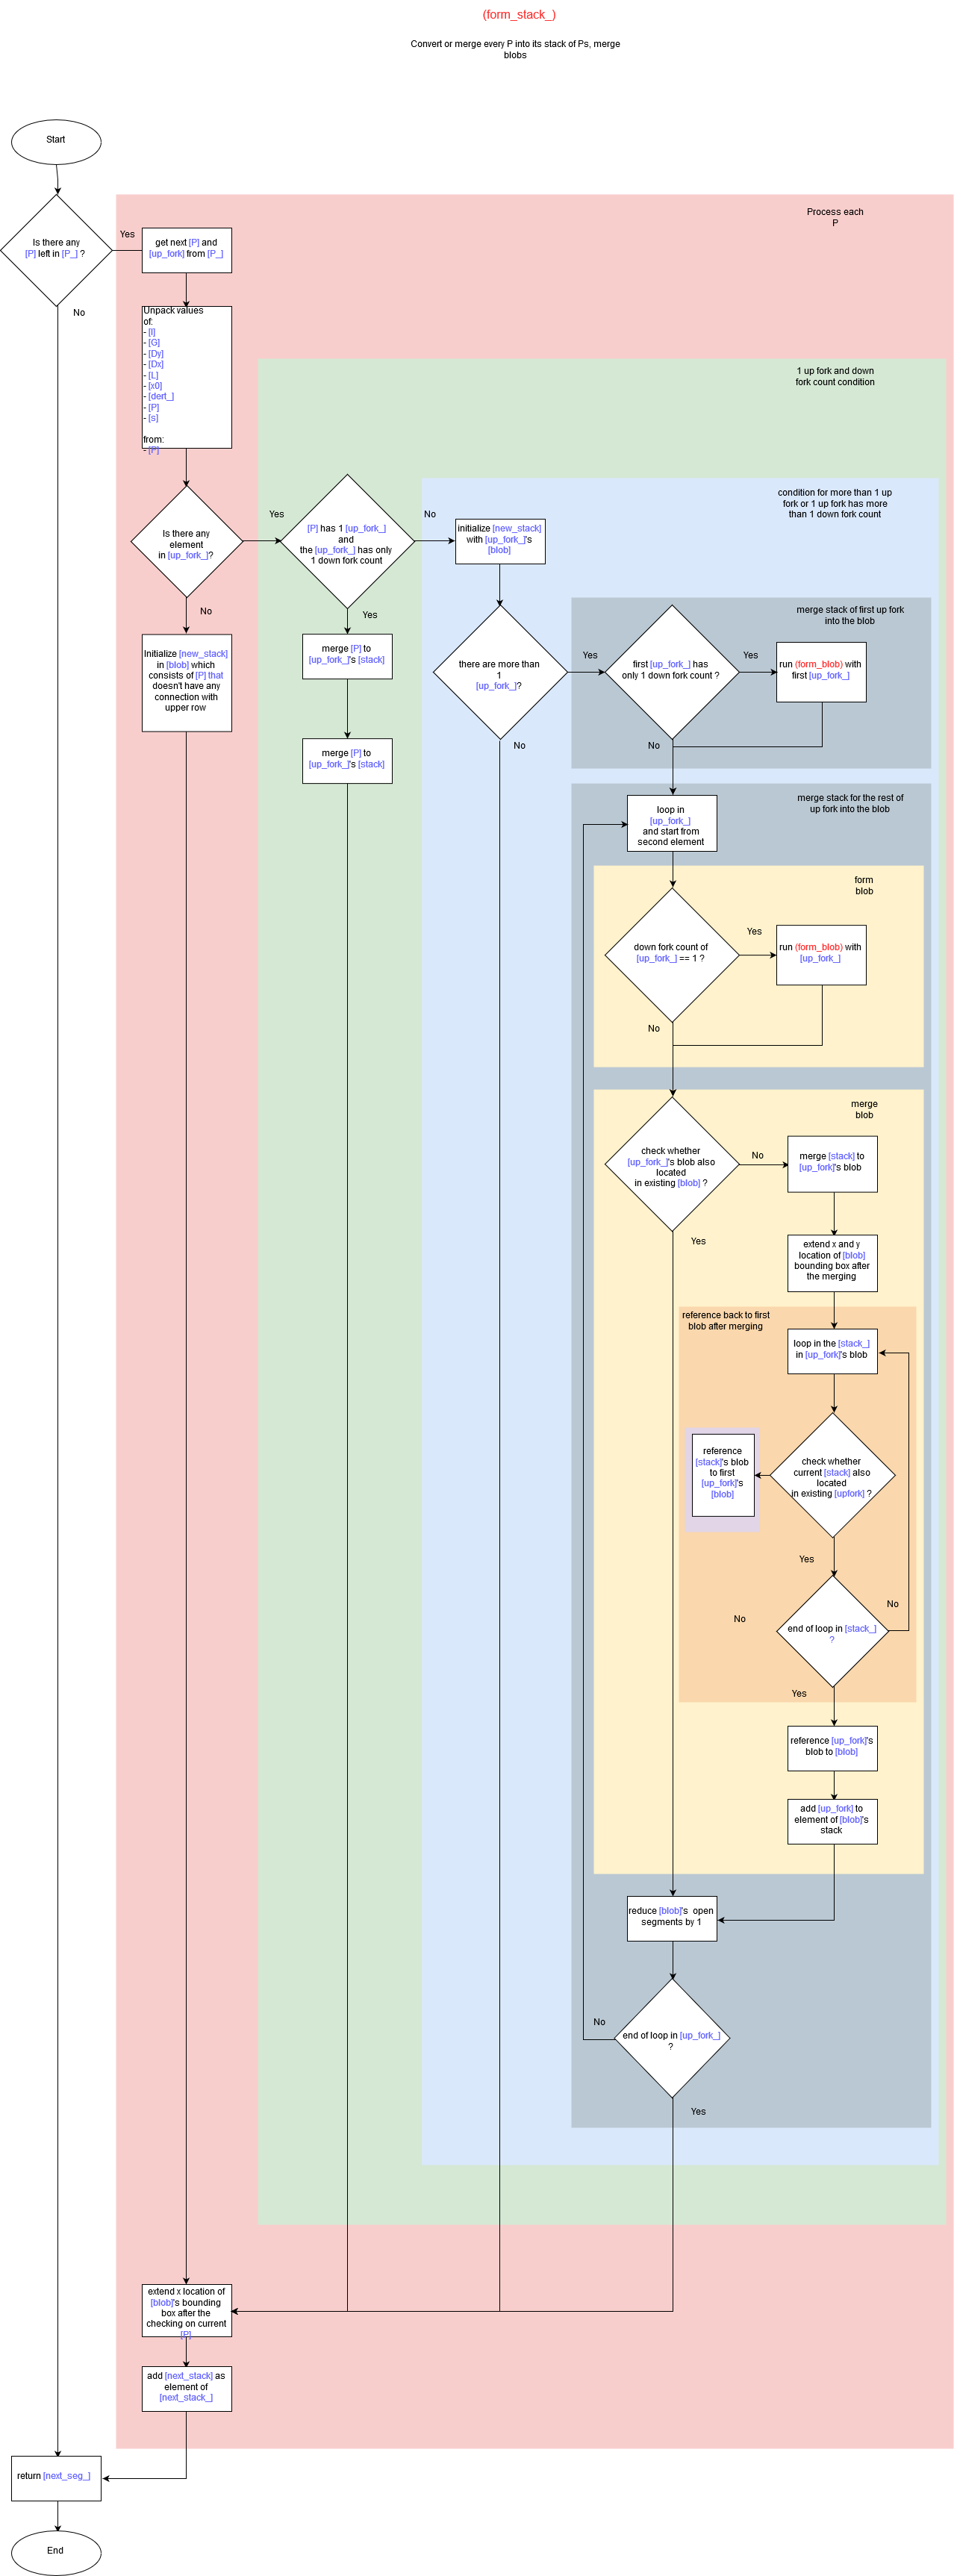 (form_stack_)
Convert or merge every P into its stack of Ps, merge
blobs
Start
Process each
P
Is there any
[P] left in [P_] ?
Yes
No
get next [P] and
[up_fork] from [P_]
Unpack values
of:
- [I]
- [G]
- [Dy]
- [Dx]
- [L]
- [x0]
- [dert_]
- [P]
- [s]
from:
- [P]
1 up fork and down
fork count condition
Is there any
element
in [up_fork_]?
Yes
No
[P] has 1 [up_fork_]
and
the [up_fork_] has only
1 down fork count
No
Yes
condition for more than 1 up
fork or 1 up fork has more
than 1 down fork count
initialize [new_stack]
with [up_fork_]'s
[blob]
Initialize [new_stack]
in [blob] which
consists of [P] that
doesn't have any
connection with
upper row
merge [P] to
[up_fork_]'s [stack]
merge [P] to
[up_fork_]'s [stack]
there are more than
1
[up_fork_]?
Yes
No
merge stack of first up fork
into the blob
first [up_fork_] has
only 1 down fork count ?
Yes
No
run (form_blob) with
first [up_fork_]
merge stack for the rest of
up fork into the blob
loop in
[up_fork_]
and start from
second element
form
blob
down fork count of
[up_fork_] == 1 ?
Yes
No
run (form_blob) with
[up_fork_]
merge
blob
check whether
[up_fork_]'s blob also
located
in existing [blob] ?
No
Yes
merge [stack] to
[up_fork]'s blob
extend x and y
location of [blob]
bounding box after
the merging
reference back to first
blob after merging
loop in the [stack_]
in [up_fork]'s blob
check whether
current [stack] also
located
in existing [upfork] ?
reference
[stack]'s blob
to first
[up_fork]'s
[blob]
Yes
No
end of loop in [stack_]
?
No
Yes
reference [up_fork]'s
blob to [blob]
add [up_fork] to
element of [blob]'s
stack
reduce [blob]'s open
segments by 1
end of loop in [up_fork_]
?
No
Yes
extend x location of
[blob]'s bounding
box after the
checking on current
[P]
add [next_stack] as
element of
[next_stack_]
return [next_seg_]
End